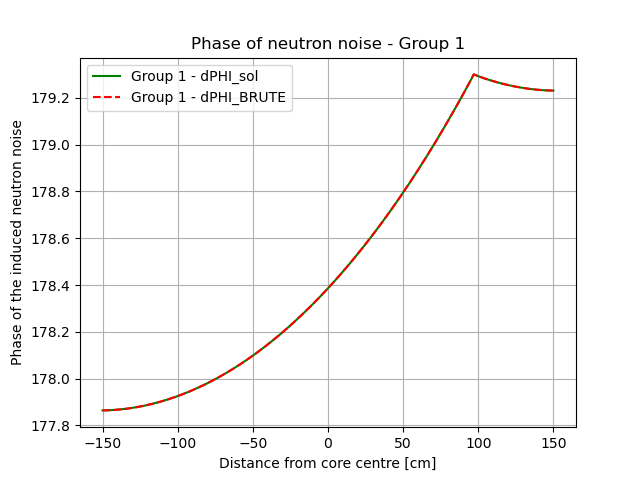 Phase of neutron noise - Group 1
Group 1 - dPHI_sol
Group 1 - dPHI_BRUTE
Phase of the induced neutron noise
179.2
179.0
178.8
178.6
178.4
178.2
178.0
177.8
−150 −100 −50 0 50 100 150
Distance from core centre [cm]